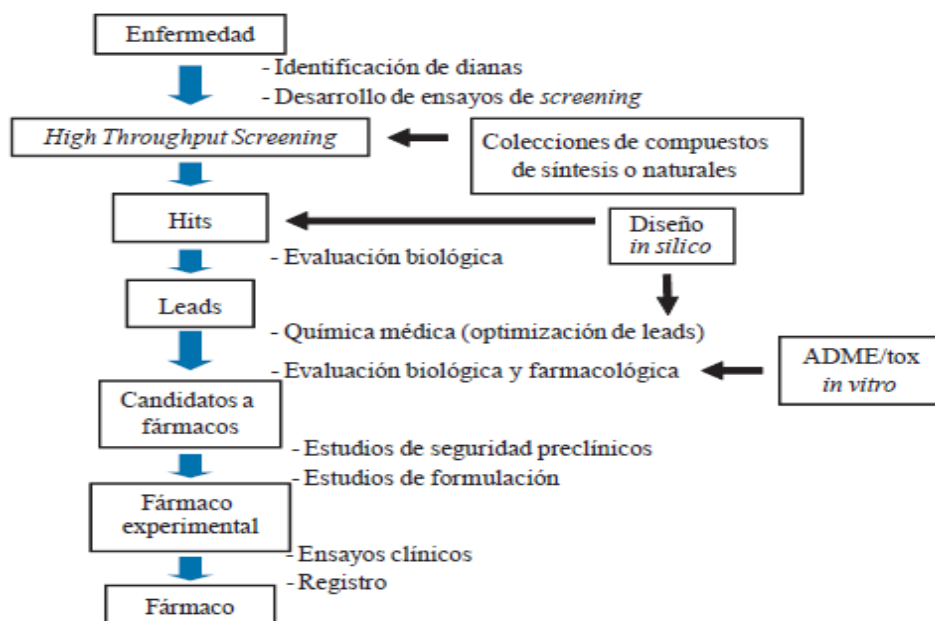 Enfermedad
- Identificación de dianas
- Desarrollo de ensayos de screening
High Throughput Screening
Colecciones de compuestos
de síntesis o naturales
Hits
Diseño
in silico
- Evaluación biológica
Leads
- Química médica (optimización de leads)
- Evaluación biológica y farmacológica
ADME/tox
in vitro
Candidatos a
fármacos
- Estudios de seguridad preclínicos
- Estudios de formulación
Fármaco
experimental
- Ensayos clínicos
- Registro
Fármaco